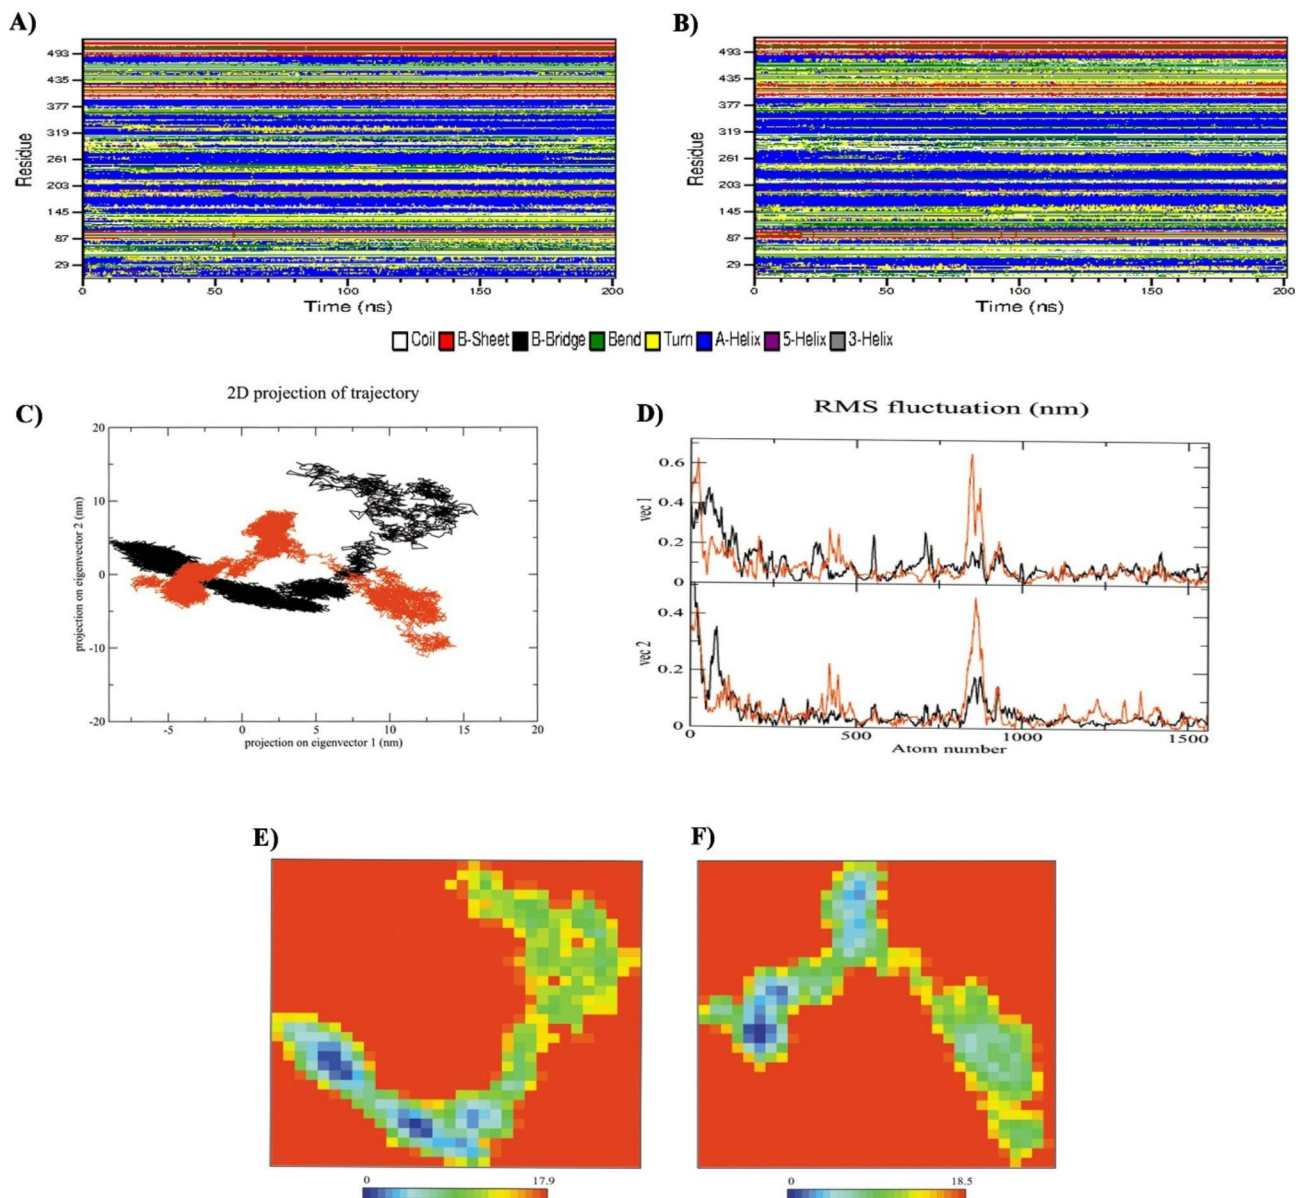 A)
B)
493
435
377
319
261
203
145
87
29
Residue
0 50 100 150 200
Time (ns)
493
435
377
319
261
203
145
87
29
Residue
0 50 100 150 200
Time (ns)
Coil B-Sheet B-Bridge Bend Turn A-Helix 5-Helix 3-Helix
C)
2D projection of trajectory
20
10
0
-10
-20
projection on eigenvector 2 (nm)
-5 0 5 10 15 20
projection on eigenvector 1 (nm)
D)
RMS fluctuation (nm)
0.6
0.4
0.2
0
vec 1
0.4
0.2
0
vec 2
0 500 1000 1500
Atom number
E)
F)
0 17.9
0 18.5